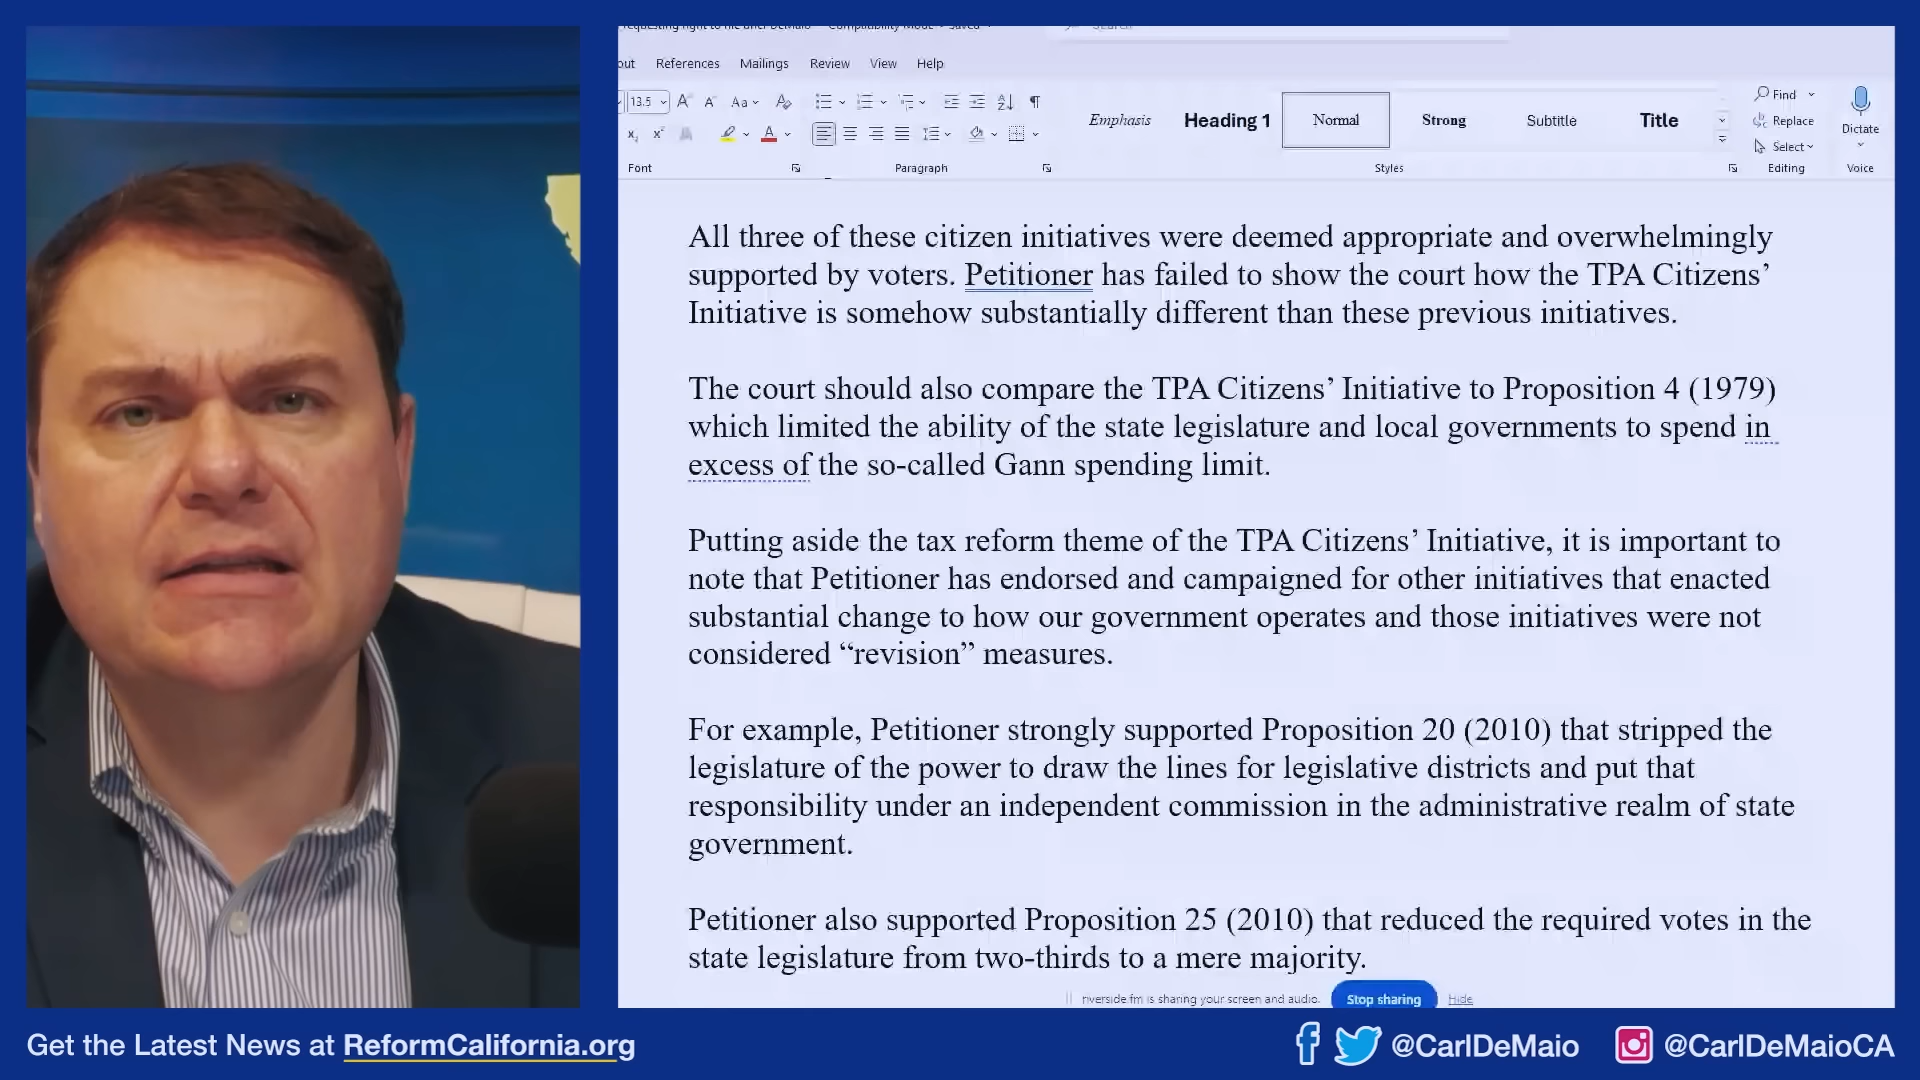 requesting right to file brief DeMaio - Compatibility Mode • Saved
Search
out References Mailings Review View Help
13.5 Aa Emphasis Heading 1 Normal Strong Subtitle Title Find
Replace
Select
Dictate
Font Paragraph Styles Editing Voice
All three of these citizen initiatives were deemed appropriate and overwhelmingly
supported by voters. Petitioner has failed to show the court how the TPA Citizens’
Initiative is somehow substantially different than these previous initiatives.
The court should also compare the TPA Citizens’ Initiative to Proposition 4 (1979)
which limited the ability of the state legislature and local governments to spend in
excess of the so-called Gann spending limit.
Putting aside the tax reform theme of the TPA Citizens’ Initiative, it is important to
note that Petitioner has endorsed and campaigned for other initiatives that enacted
substantial change to how our government operates and those initiatives were not
considered “revision” measures.
For example, Petitioner strongly supported Proposition 20 (2010) that stripped the
legislature of the power to draw the lines for legislative districts and put that
responsibility under an independent commission in the administrative realm of state
government.
Petitioner also supported Proposition 25 (2010) that reduced the required votes in the
state legislature from two-thirds to a mere majority.
riverside.fm is sharing your screen and audio. Stop sharing Hide
Get the Latest News at ReformCalifornia.org
@CarlDeMaio @CarlDeMaioCA